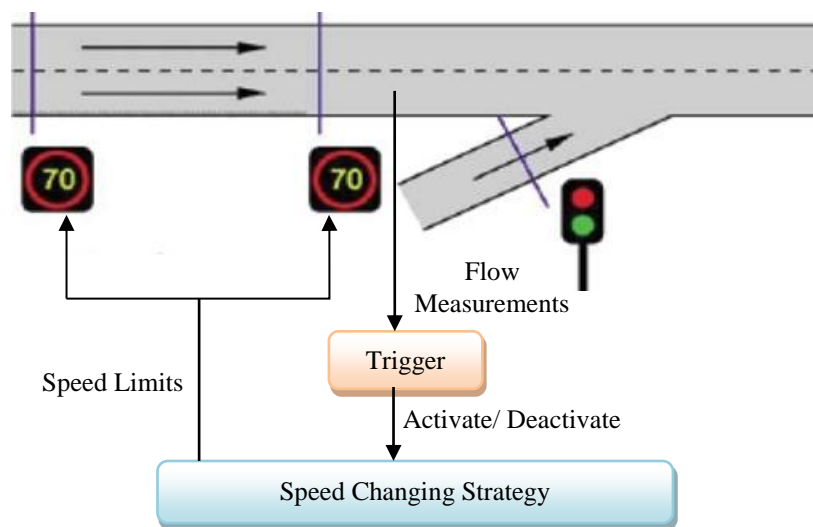 70
70
Flow
Measurements
Trigger
Speed Limits
Activate/ Deactivate
Speed Changing Strategy